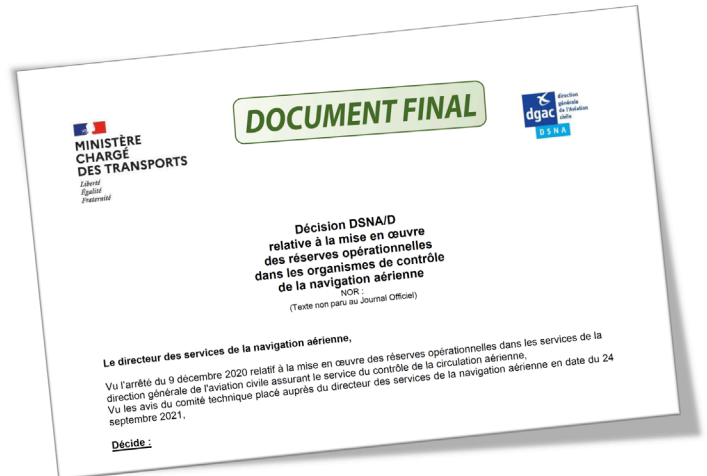 DOCUMENT FINAL
MINISTÈRE
CHARGÉ
DES TRANSPORTS
Liberté
Égalité
Fraternité
dgac
DSNA
direction
générale
de l'Aviation
civile
Décision DSNA/D
relative à la mise en œuvre
des réserves opérationnelles
dans les organismes de contrôle
de la navigation aérienne
NOR :
(Texte non paru au Journal Officiel)
Le directeur des services de la navigation aérienne,
Vu l'arrêté du 9 décembre 2020 relatif à la mise en œuvre des réserves opérationnelles dans les services de la
direction générale de l'aviation civile assurant le service du contrôle de la circulation aérienne,
Vu les avis du comité technique placé auprès du directeur des services de la navigation aérienne en date du 24
septembre 2021,
Décide :